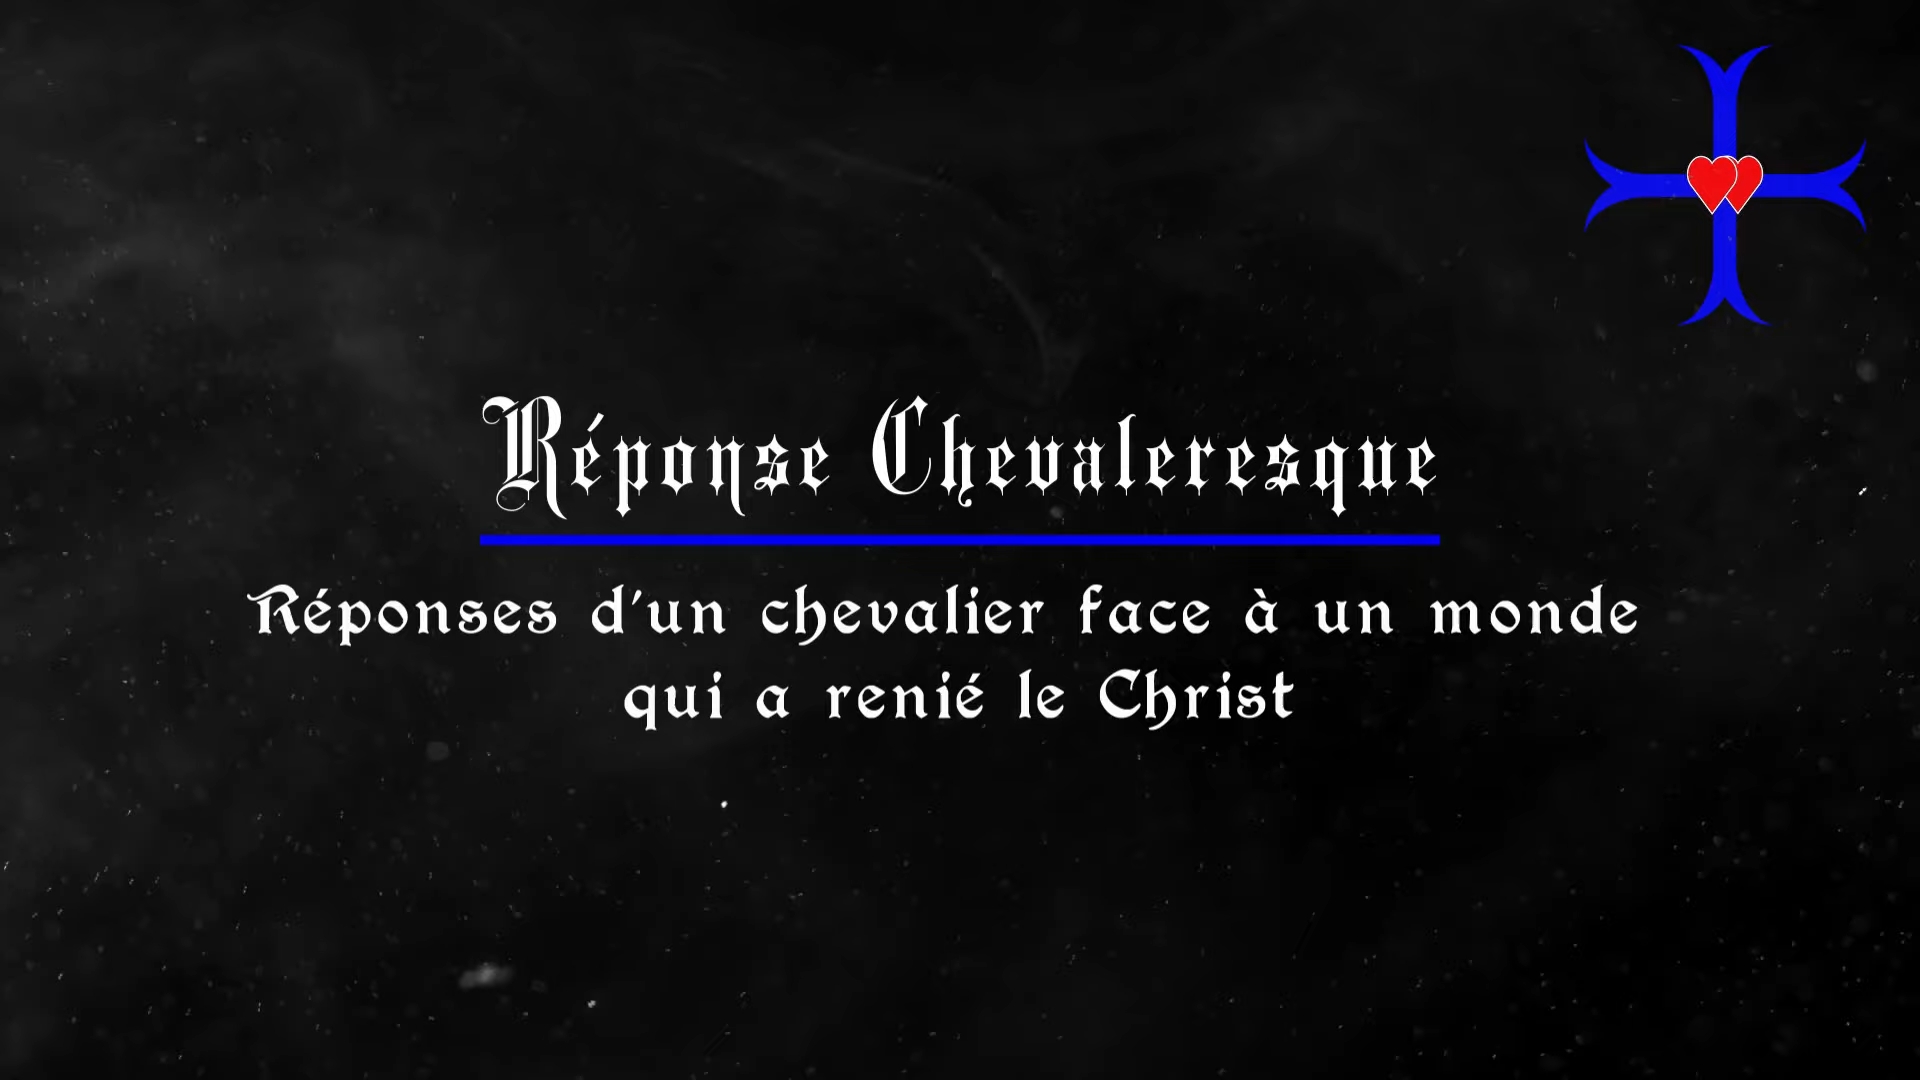 Réponse Chevaleresque
Réponses d'un chevalier face à un monde
qui a renié le Christ